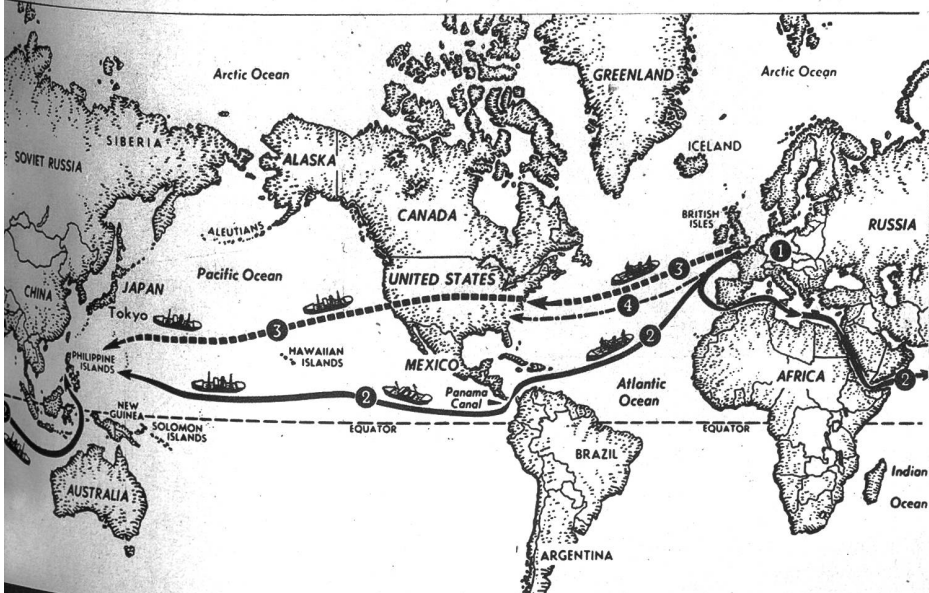 Arctic Ocean
GREENLAND
Arctic Ocean
SIBERIA
SOVIET RUSSIA
ALASKA
ICELAND
CANADA
BRITISH
ISLES
RUSSIA
ALEUTIANS
1
3
Pacific Ocean
UNITED STATES
CHINA
JAPAN
4
Tokyo
3
2
HAWAIIAN
ISLANDS
PHILIPPINE
ISLANDS
MEXICO
AFRICA
2
Panama
Canal
Atlantic
Ocean
2
NEW
GUINEA
SOLOMON
ISLANDS
EQUATOR
EQUATOR
BRAZIL
Indian
Ocean
AUSTRALIA
ARGENTINA